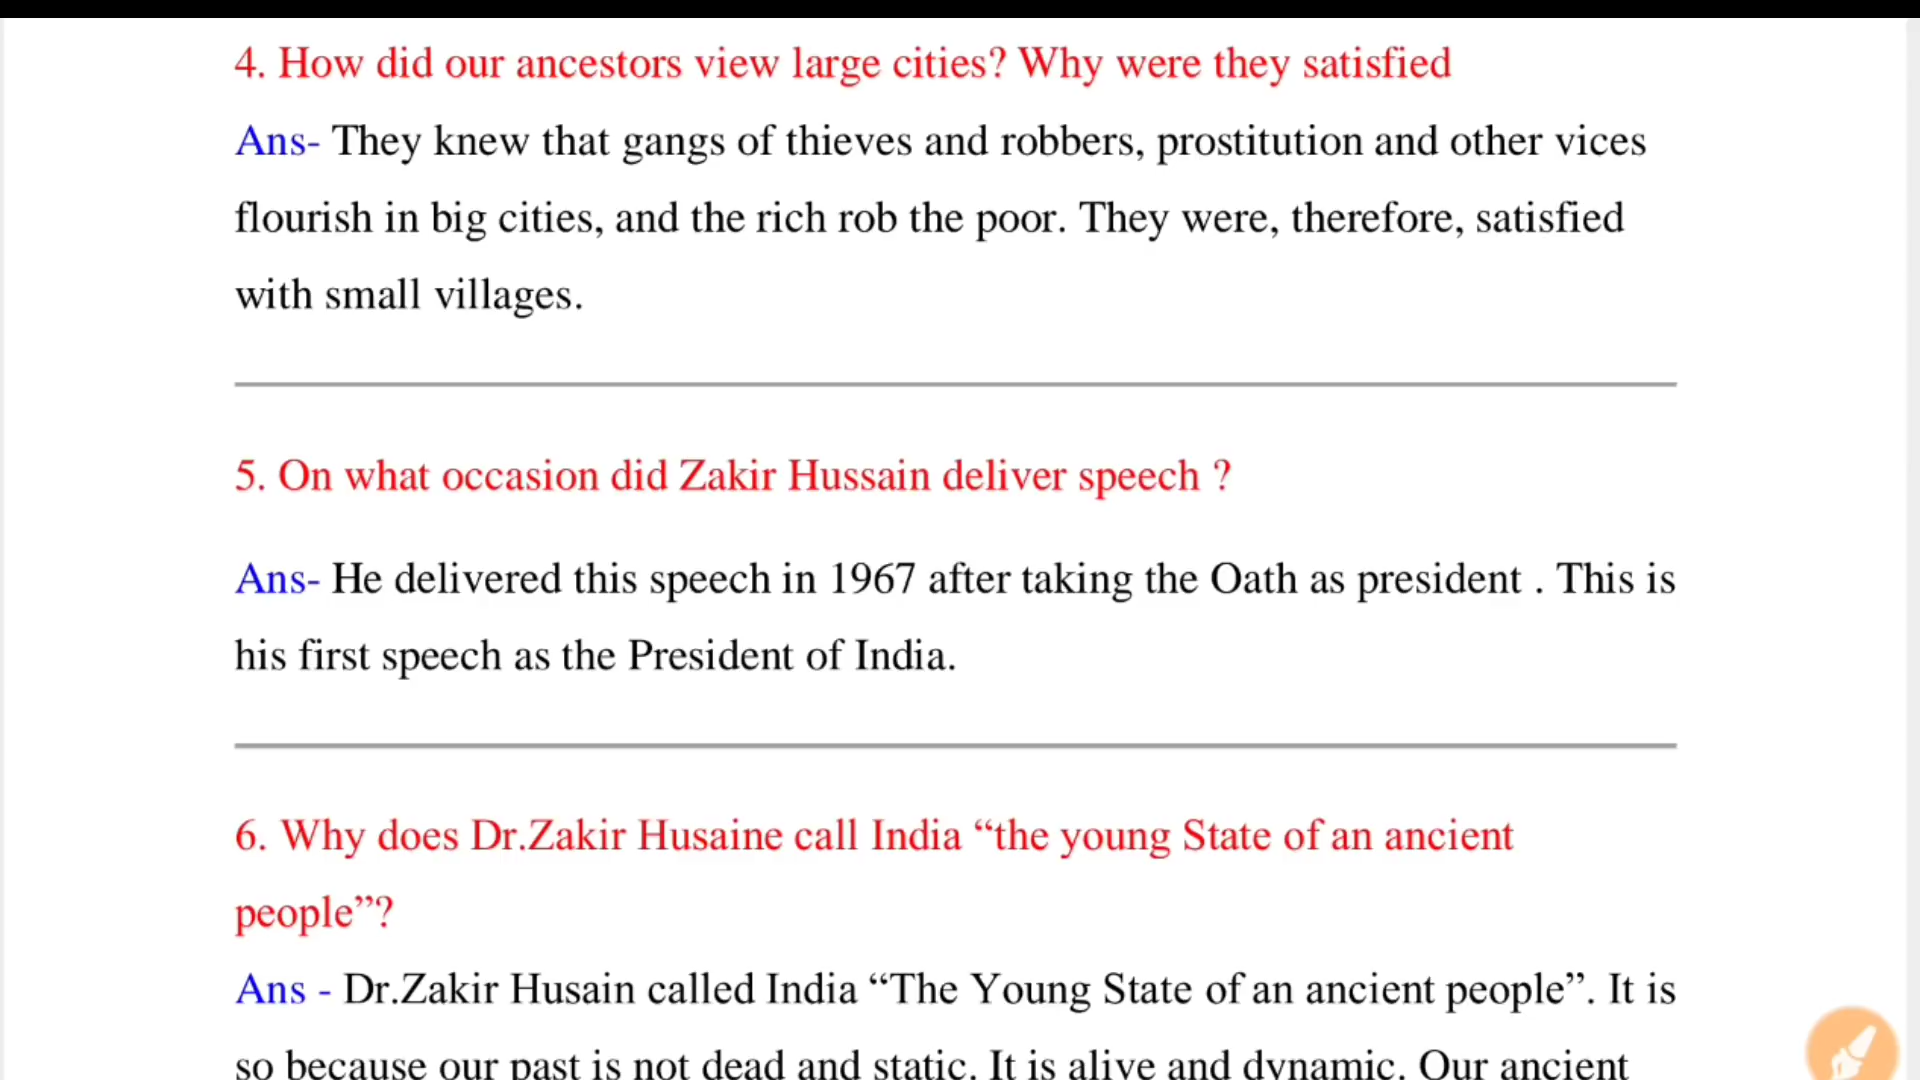 4. How did our ancestors view large cities? Why were they satisfied
Ans- They knew that gangs of thieves and robbers, prostitution and other vices
flourish in big cities, and the rich rob the poor. They were, therefore, satisfied
with small villages.
5. On what occasion did Zakir Hussain deliver speech ?
Ans- He delivered this speech in 1967 after taking the Oath as president . This is
his first speech as the President of India.
6. Why does Dr.Zakir Husaine call India “the young State of an ancient
people”?
Ans - Dr.Zakir Husain called India “The Young State of an ancient people”. It is
so because our past is not dead and static. It is alive and dynamic. Our ancient